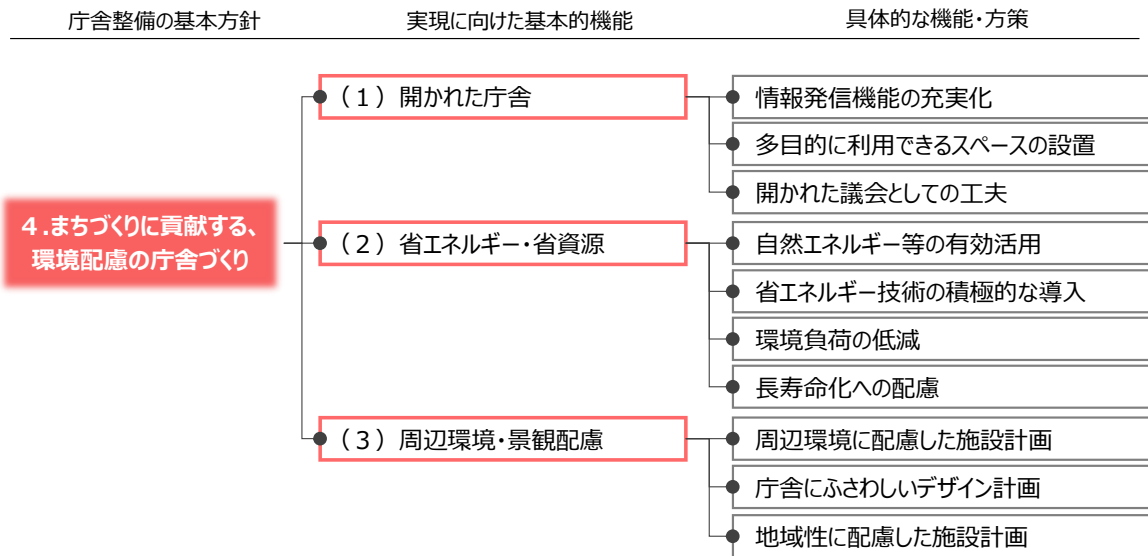 庁舎整備の基本方針
実現に向けた基本的機能
具体的な機能・方策
４.まちづくりに貢献する、
環境配慮の庁舎づくり
（１）開かれた庁舎
情報発信機能の充実化
多目的に利用できるスペースの設置
開かれた議会としての工夫
（２）省エネルギー・省資源
自然エネルギー等の有効活用
省エネルギー技術の積極的な導入
環境負荷の低減
長寿命化への配慮
（３）周辺環境・景観配慮
周辺環境に配慮した施設計画
庁舎にふさわしいデザイン計画
地域性に配慮した施設計画